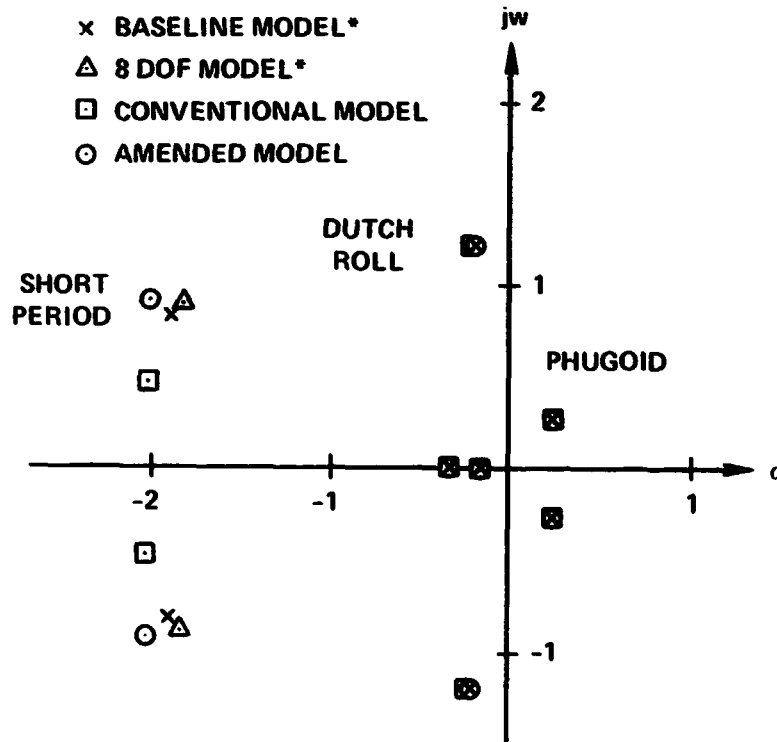 × BASELINE MODEL*
△ 8 DOF MODEL*
□ CONVENTIONAL MODEL
○ AMENDED MODEL
jw
2
DUTCH
ROLL
SHORT
PERIOD
1
PHUGOID
-2
-1
1
σ
-1